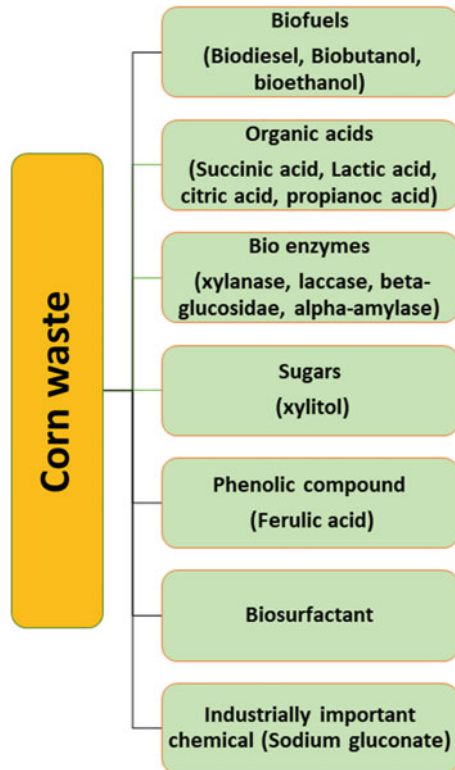 Corn waste
Biofuels
(Biodiesel, Biobutanol,
bioethanol)
Organic acids
(Succinic acid, Lactic acid,
citric acid, propianoc acid)
Bio enzymes
(xylanase, laccase, beta-
glucosidae, alpha-amylase)
Sugars
(xylitol)
Phenolic compound
(Ferulic acid)
Biosurfactant
Industrially important
chemical (Sodium gluconate)